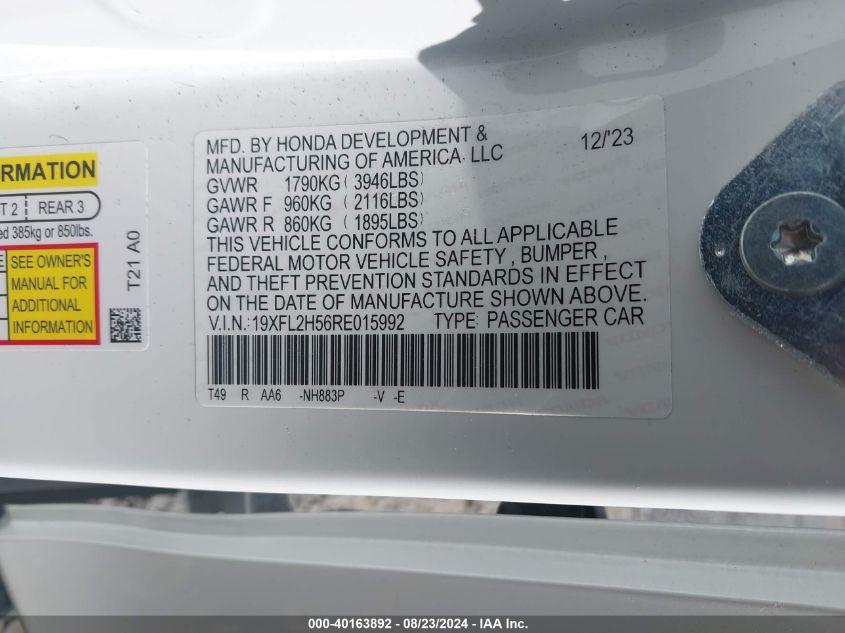 MFD. BY HONDA DEVELOPMENT & 12/'23
MANUFACTURING OF AMERICA, LLC
GVWR 1790KG ( 3946LBS)
GAWR F 960KG ( 2116LBS)
GAWR R 860KG ( 1895LBS)
THIS VEHICLE CONFORMS TO ALL APPLICABLE
FEDERAL MOTOR VEHICLE SAFETY, BUMPER,
AND THEFT PREVENTION STANDARDS IN EFFECT
ON THE DATE OF MANUFACTURE SHOWN ABOVE.
V.I.N.:19XFL2H56RE015992 TYPE: PASSENGER CAR
T49 R AA6 -NH883P -V -E
REAR 3
385kg or 850lbs.
SEE OWNER'S
MANUAL FOR
ADDITIONAL
INFORMATION
T21 A0
000-40163892 - 08/23/2024 - IAA Inc.